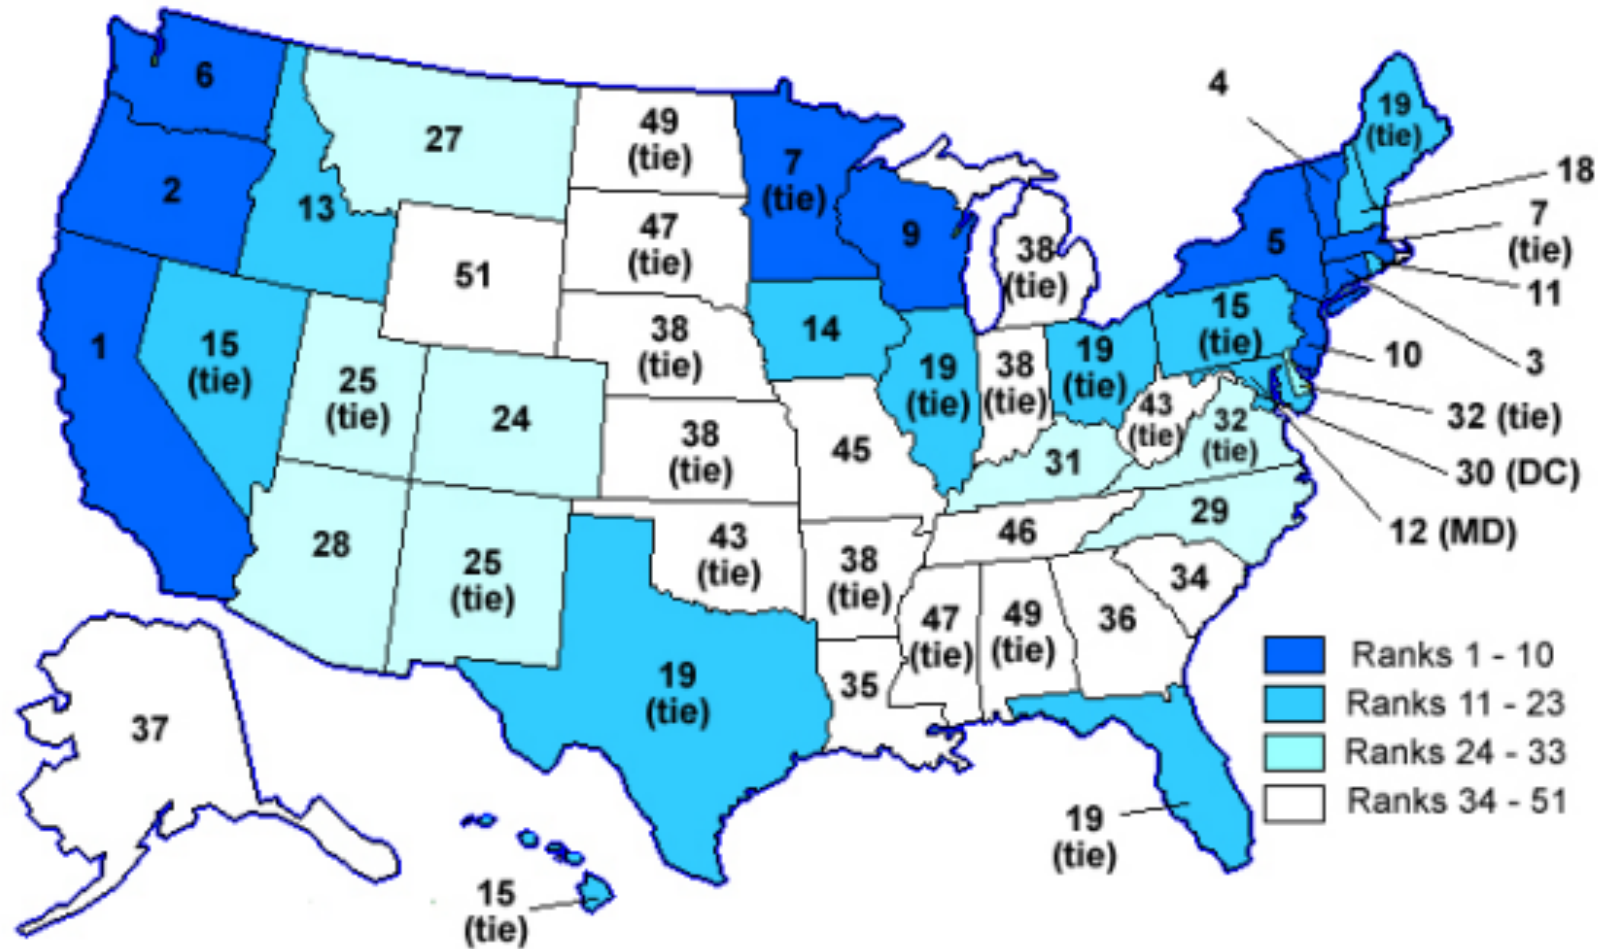 6
27
49
(tie)
7
(tie)
4
19
(tie)
18
2
13
47
(tie)
9
38
(tie)
5
7
(tie)
51
11
1
15
(tie)
38
(tie)
14
19
(tie)
38
(tie)
19
(tie)
15
(tie)
10
3
25
(tie)
24
38
(tie)
45
31
43
(tie)
32
(tie)
32 (tie)
30 (DC)
12 (MD)
28
25
(tie)
43
(tie)
38
(tie)
46
29
34
47
(tie)
49
(tie)
36
35
19
(tie)
37
15
(tie)
19
(tie)
Ranks 1 - 10
Ranks 11 - 23
Ranks 24 - 33
Ranks 34 - 51